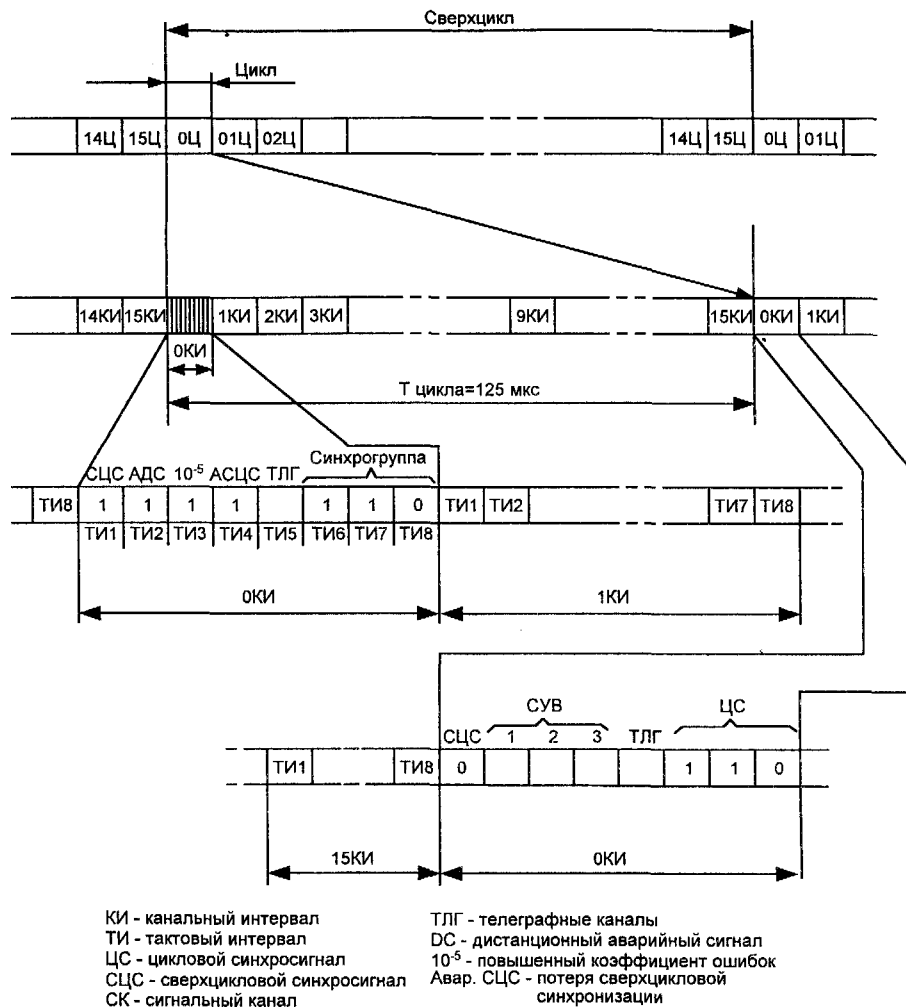 Сверхцикл
Цикл
14Ц 15Ц 0Ц 01Ц 02Ц 14Ц 15Ц 0Ц 01Ц
14КИ 15КИ 1КИ 2КИ 3КИ 9КИ 15КИ 0КИ 1КИ
0КИ
Т цикла=125 мкс
Синхрогруппа
СЦС АДС 10⁻⁵ АСЦС ТЛГ
ТИ8 1 1 1 1 1 1 0 ТИ1 ТИ2 ТИ7 ТИ8
ТИ1 ТИ2 ТИ3 ТИ4 ТИ5 ТИ6 ТИ7 ТИ8
0КИ 1КИ
СУВ ЦС
СЦС 1 2 3 ТЛГ
ТИ1 ТИ8 0 1 1 0
15КИ 0КИ
КИ - канальный интервал
ТИ - тактовый интервал
ЦС - цикловой синхросигнал
СЦС - сверхцикловой синхросигнал
СК - сигнальный канал
ТЛГ - телеграфные каналы
DC - дистанционный аварийный сигнал
10⁻⁵ - повышенный коэффициент ошибок
Авар. СЦС - потеря сверхцикловой
синхронизации